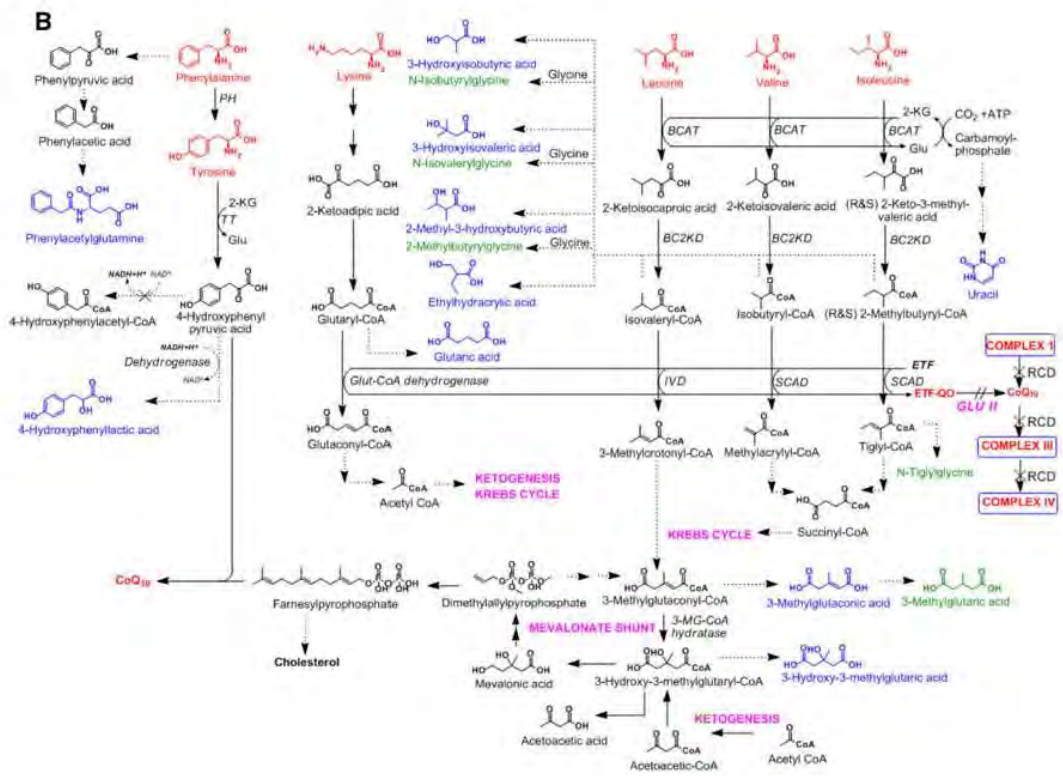 B
Phenylpyruvic acid
Phenylalanine
PH
Phenylacetic acid
Tyrosine
Phenylacetylglutamine
2-KG
TT
Glu
NADH+H+
NAD+
4-Hydroxyphenylacetyl-CoA
4-Hydroxyphenyl
pyruvic acid
NADH+H+
Dehydrogenase
NAD+
4-Hydroxyphenyllactic acid
Lysine
2-Ketoadipic acid
Glutaryl-CoA
Glutaric acid
Glut-CoA dehydrogenase
Glutaconyl-CoA
Acetyl CoA
KETOGENESIS
KREBS CYCLE
3-Hydroxyisobutyric acid
N-Isobutyrylglycine
Glycine
3-Hydroxyisovaleric acid
N-Isovalerylglycine
Glycine
2-Methyl-3-hydroxybutyric acid
2-Methylbutyrylglycine
Glycine
Ethylhydracrylic acid
Leucine
Valine
Isoleucine
BCAT
BCAT
BCAT
2-KG
Glu
CO2 +ATP
Carbamoyl-
phosphate
Uracil
2-Ketoisocaproic acid
2-Ketoisovaleric acid
(R&S) 2-Keto-3-methyl-
valeric acid
BC2KD
BC2KD
BC2KD
Isovaleryl-CoA
Isobutyryl-CoA
(R&S) 2-Methylbutyryl-CoA
IVD
SCAD
SCAD
ETF
ETF-QO
GLU II
COMPLEX 1
RCD
CoQ10
RCD
COMPLEX III
RCD
COMPLEX IV
3-Methylcrotonyl-CoA
Methylacrylyl-CoA
Tiglyl-CoA
N-Tiglylglycine
Succinyl-CoA
KREBS CYCLE
CoQ10
Farnesylpyrophosphate
Dimethylallylpyrophosphate
3-Methylglutaconyl-CoA
3-Methylglutaconic acid
3-Methylglutaric acid
Cholesterol
MEVALONATE SHUNT
3-MG-CoA
hydratase
Mevalonic acid
3-Hydroxy-3-methylglutaryl-CoA
3-Hydroxy-3-methylglutaric acid
Acetoacetic acid
KETOGENESIS
Acetoacetic-CoA
Acetyl CoA